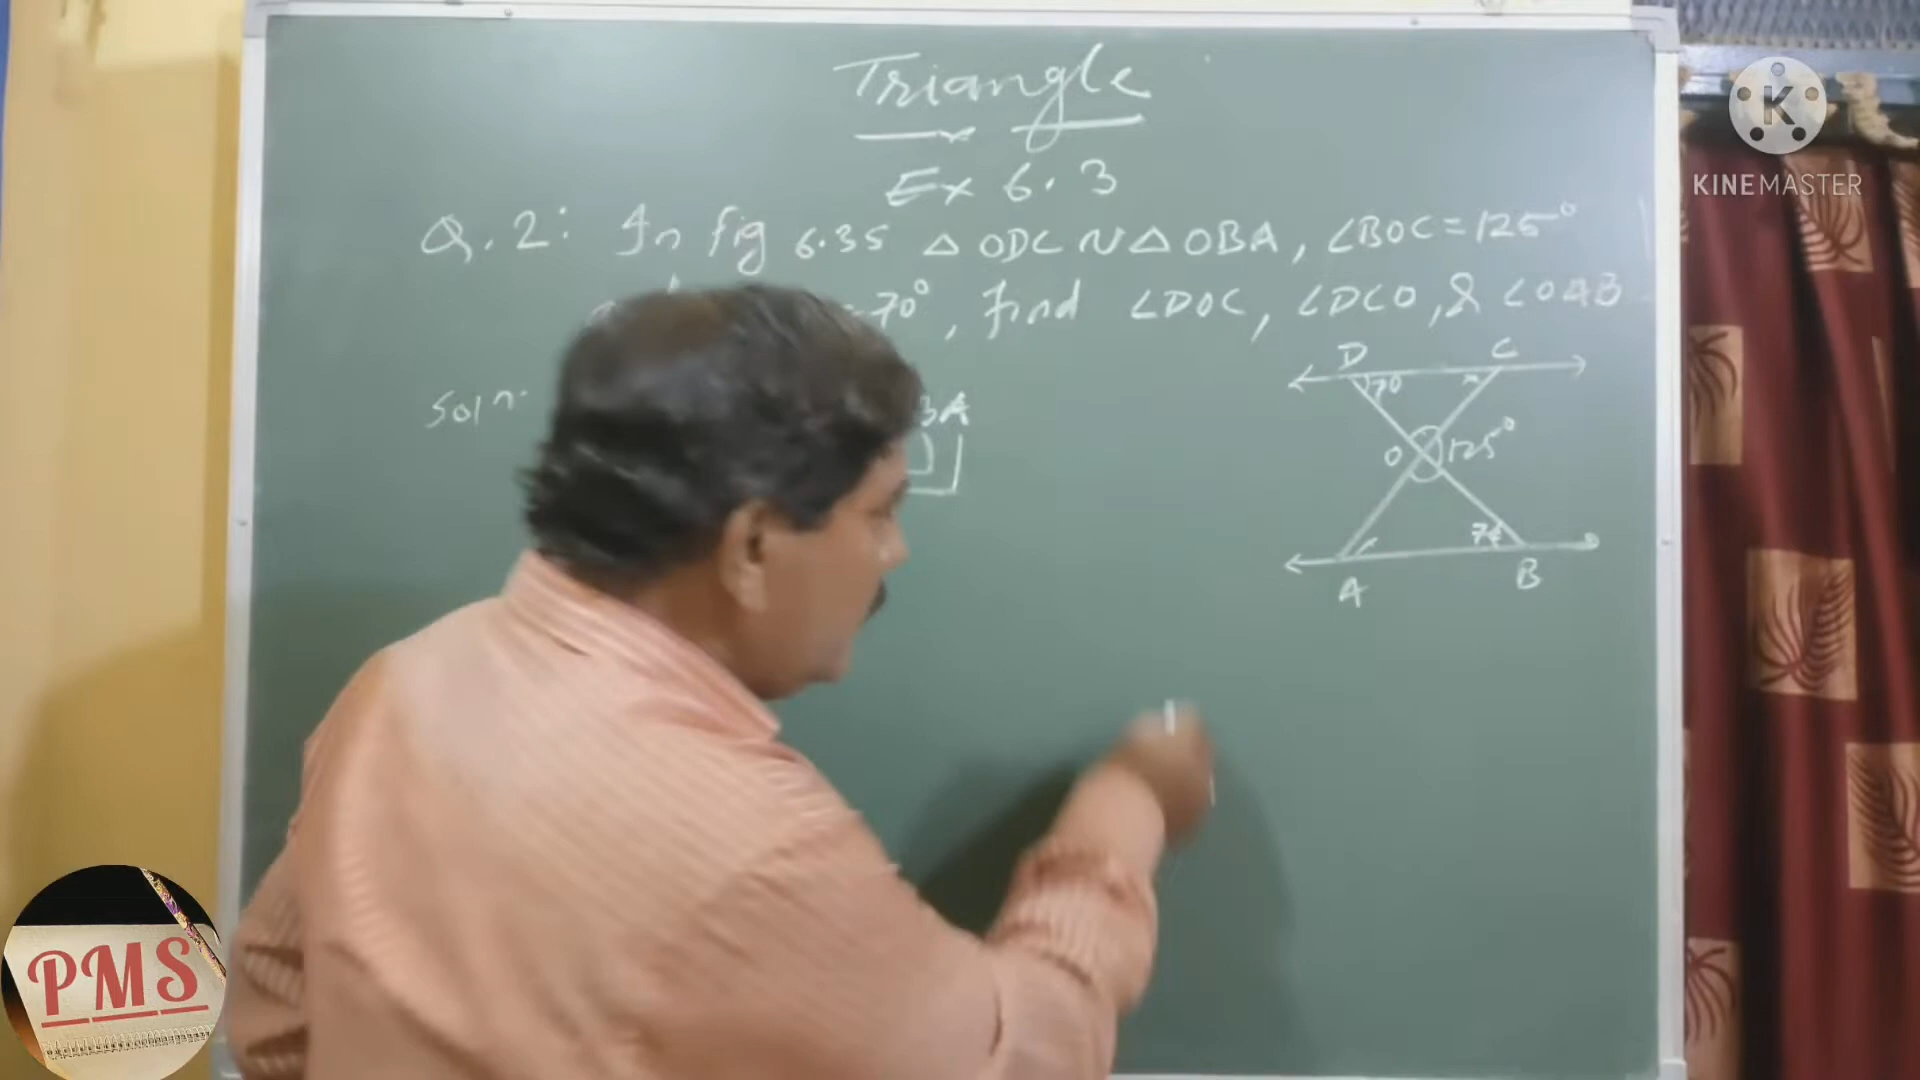 Triangle
Ex 6.3
Q.2: In fig 6.35 △ ODC ~ △ OBA, ∠BOC = 125°
70°, find ∠DOC, ∠DCO, & ∠OAB
Soln:
BA
D C
70
O 125°
A B
K
KINEMASTER
PMS